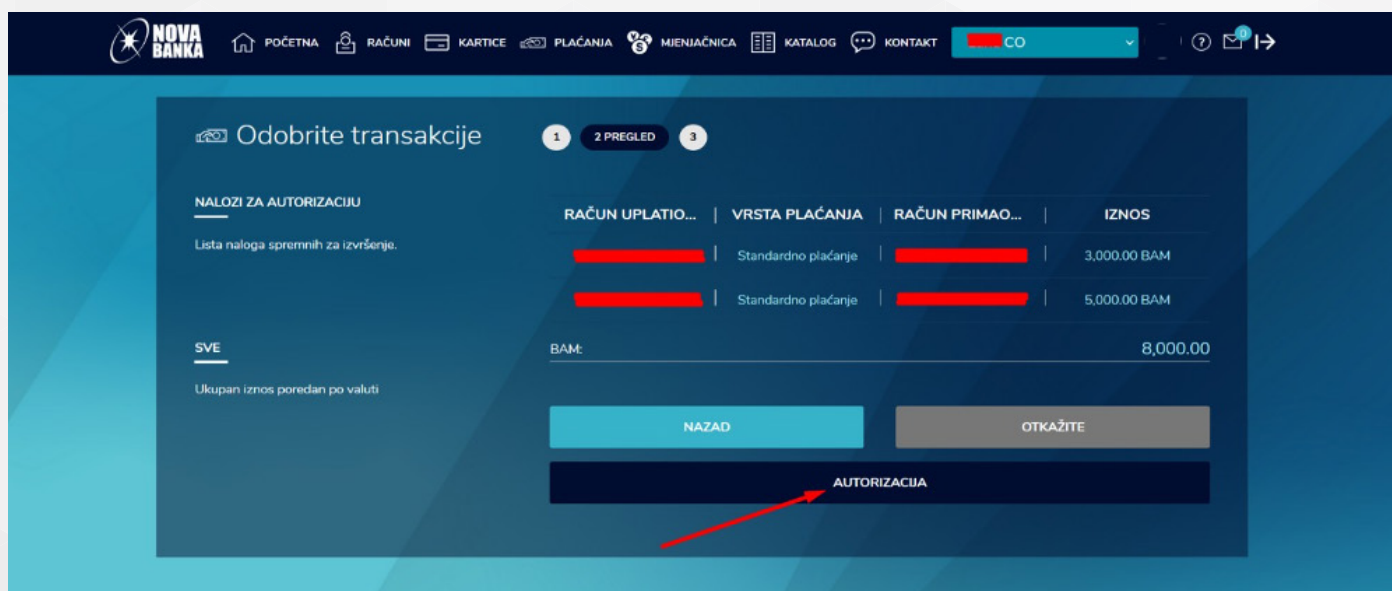 NOVA BANKA POČETNA RAČUNI KARTICE PLAĆANJA MJENJAČNICA KATALOG KONTAKT CO 0
Odobrite transakcije 1 2 PREGLED 3
NALOZI ZA AUTORIZACIJU
Lista naloga spremnih za izvršenje.
RAČUN UPLATIO... | VRSTA PLAĆANJA | RAČUN PRIMAO... | IZNOS
Standardno plaćanje 3,000.00 BAM
Standardno plaćanje 5,000.00 BAM
SVE
Ukupan iznos poredan po valuti
BAM: 8,000.00
NAZAD OTKAŽITE
AUTORIZACIJA